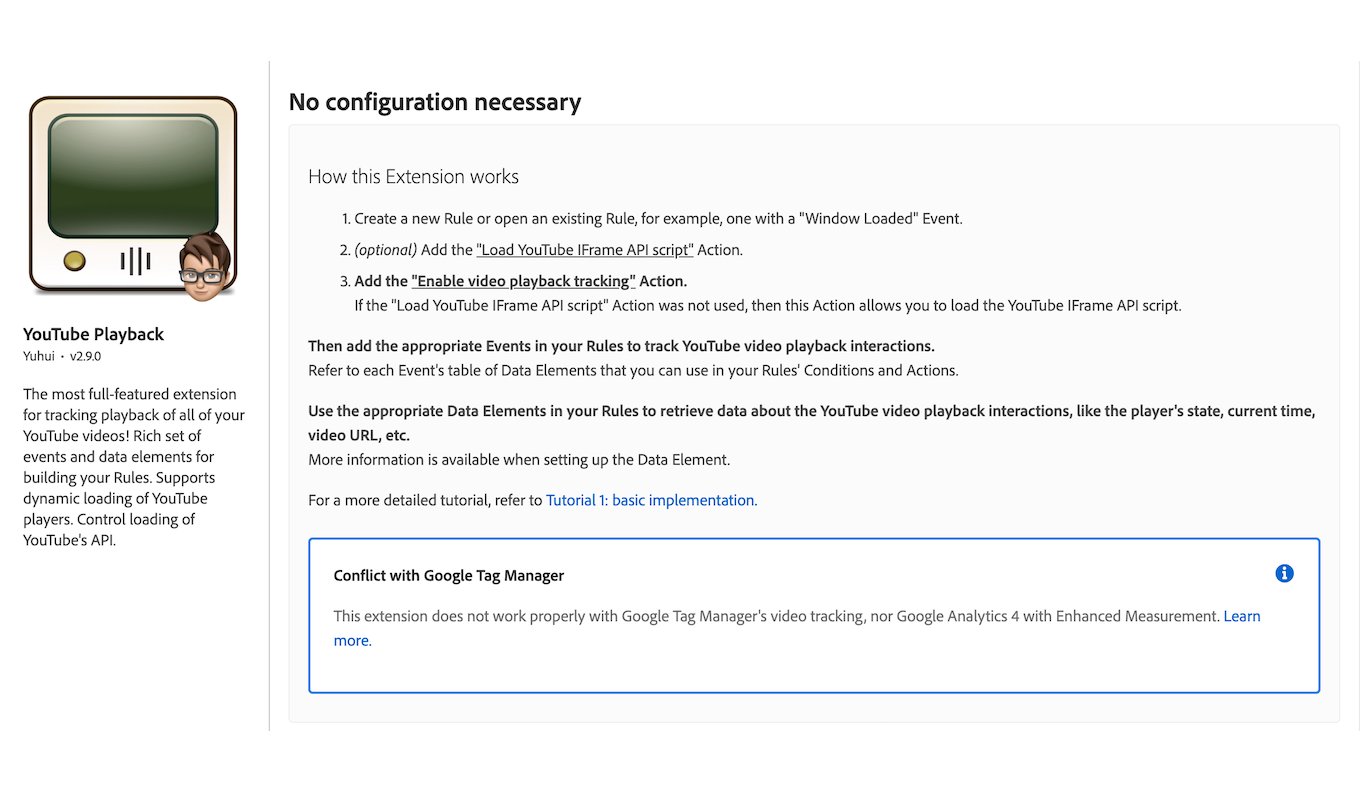 No configuration necessary
How this Extension works
1. Create a new Rule or open an existing Rule, for example, one with a "Window Loaded" Event.
2. (optional) Add the "Load YouTube IFrame API script" Action.
3. Add the "Enable video playback tracking" Action.
If the "Load YouTube IFrame API script" Action was not used, then this Action allows you to load the YouTube IFrame API script.
Then add the appropriate Events in your Rules to track YouTube video playback interactions.
Refer to each Event's table of Data Elements that you can use in your Rules' Conditions and Actions.
Use the appropriate Data Elements in your Rules to retrieve data about the YouTube video playback interactions, like the player's state, current time,
video URL, etc.
More information is available when setting up the Data Element.
For a more detailed tutorial, refer to Tutorial 1: basic implementation.
Conflict with Google Tag Manager
This extension does not work properly with Google Tag Manager's video tracking, nor Google Analytics 4 with Enhanced Measurement. Learn
more.
YouTube Playback
Yuhui · v2.9.0
The most full-featured extension
for tracking playback of all of your
YouTube videos! Rich set of
events and data elements for
building your Rules. Supports
dynamic loading of YouTube
players. Control loading of
YouTube's API.